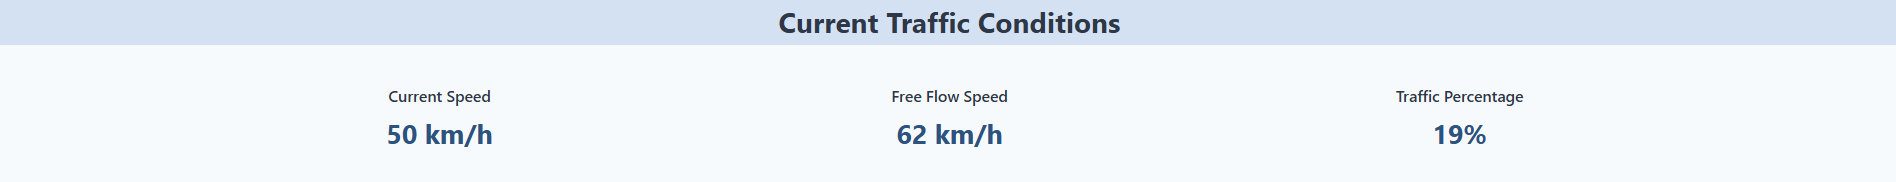 Current Traffic Conditions
Current Speed
50 km/h
Free Flow Speed
62 km/h
Traffic Percentage
19%